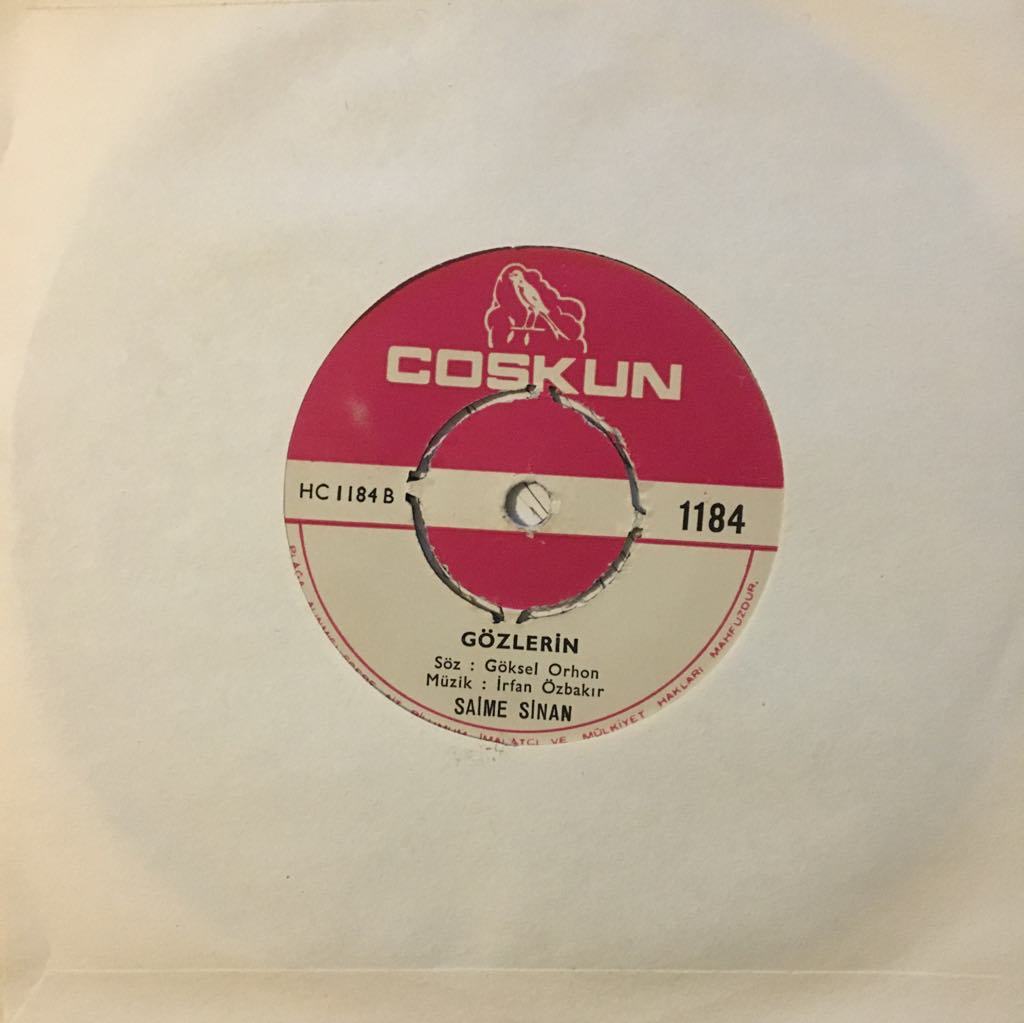 COSKUN
HC 1184 B
1184
GÖZLERİN
Söz : Göksel Orhon
Müzik : İrfan Özbakır
SAİME SİNAN
PLAĞA İMALATÇI VE MÜLKİYET HAKLARI MAHFUZDUR.